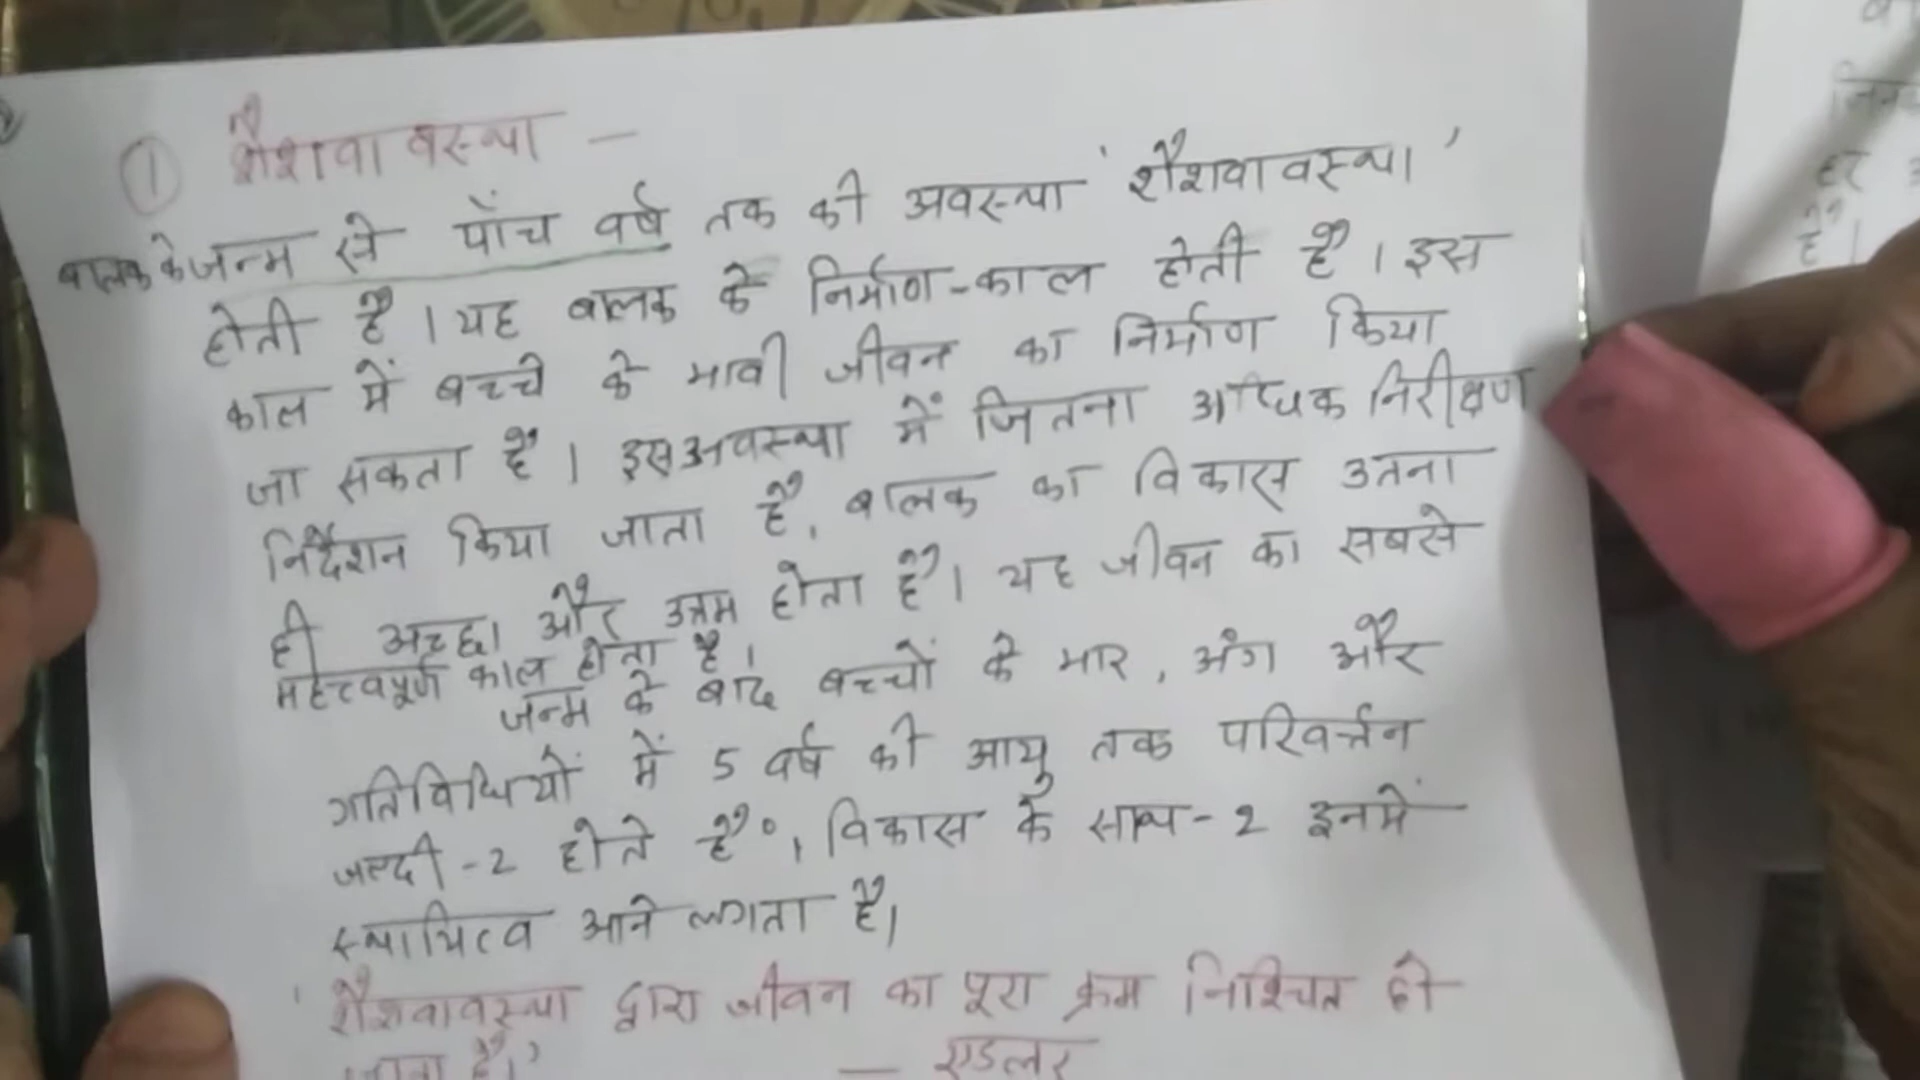 ① शैशवावस्था —
बालक के जन्म से पाँच वर्ष तक की अवस्था 'शैशवावस्था'
होती है। यह बालक के निर्माण-काल होती है। इस
काल में बच्चे के भावी जीवन का निर्माण किया
जा सकता है। इस अवस्था में जितना अधिक निरीक्षण
निर्देशन किया जाता है, बालक का विकास उतना
ही अच्छा और उत्तम होता है। यह जीवन का सबसे
महत्त्वपूर्ण काल होता है।
जन्म के बाद बच्चों के भार, अंग और
गतिविधियों में 5 वर्ष की आयु तक परिवर्तन
जल्दी-2 होते हैं, विकास के साथ-2 इनमें
स्थायित्व आने लगता है।
'शैशवावस्था द्वारा जीवन का पूरा क्रम निश्चित हो
जाता है।'
— एडलर
हर
है।